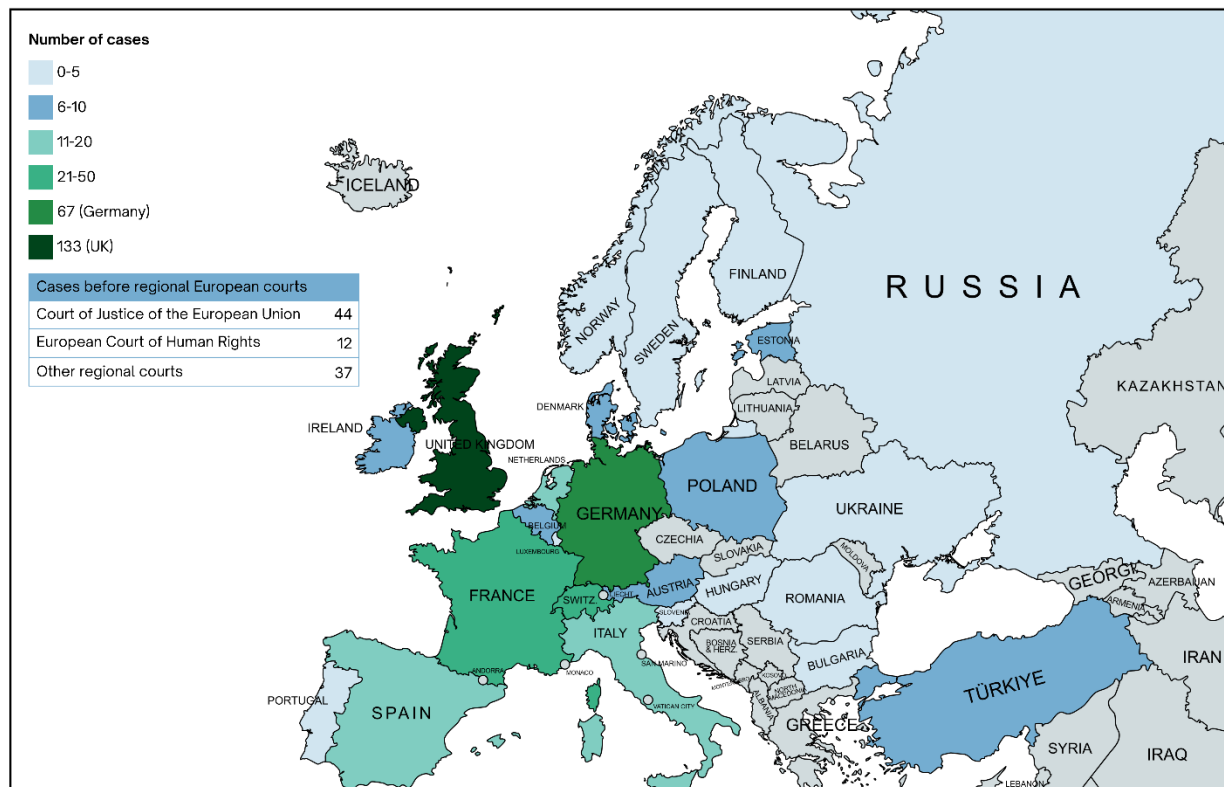 Number of cases
0-5
6-10
11-20
21-50
67 (Germany)
133 (UK)
Cases before regional European courts
Court of Justice of the European Union 44
European Court of Human Rights 12
Other regional courts 37
ICELAND
NORWAY
SWEDEN
FINLAND
RUSSIA
ESTONIA
LATVIA
LITHUANIA
BELARUS
KAZAKHSTAN
DENMARK
IRELAND
UNITED KINGDOM
NETHERLANDS
BELGIUM
LUXEMBOURG
GERMANY
POLAND
UKRAINE
CZECHIA
SLOVAKIA
MOLDOVA
FRANCE
SWITZ.
LIECHT.
AUSTRIA
HUNGARY
ROMANIA
SLOVENIA
CROATIA
BOSNIA
& HERZ.
SERBIA
KOSOVO
NORTH
MACEDONIA
ALBANIA
BULGARIA
GREECE
ITALY
SAN MARINO
VATICAN CITY
MONACO
ANDORRA
PORTUGAL
SPAIN
GEORGI
ARMENIA
AZERBAIJAN
TÜRKIYE
IRAN
SYRIA
IRAQ
LEBANON